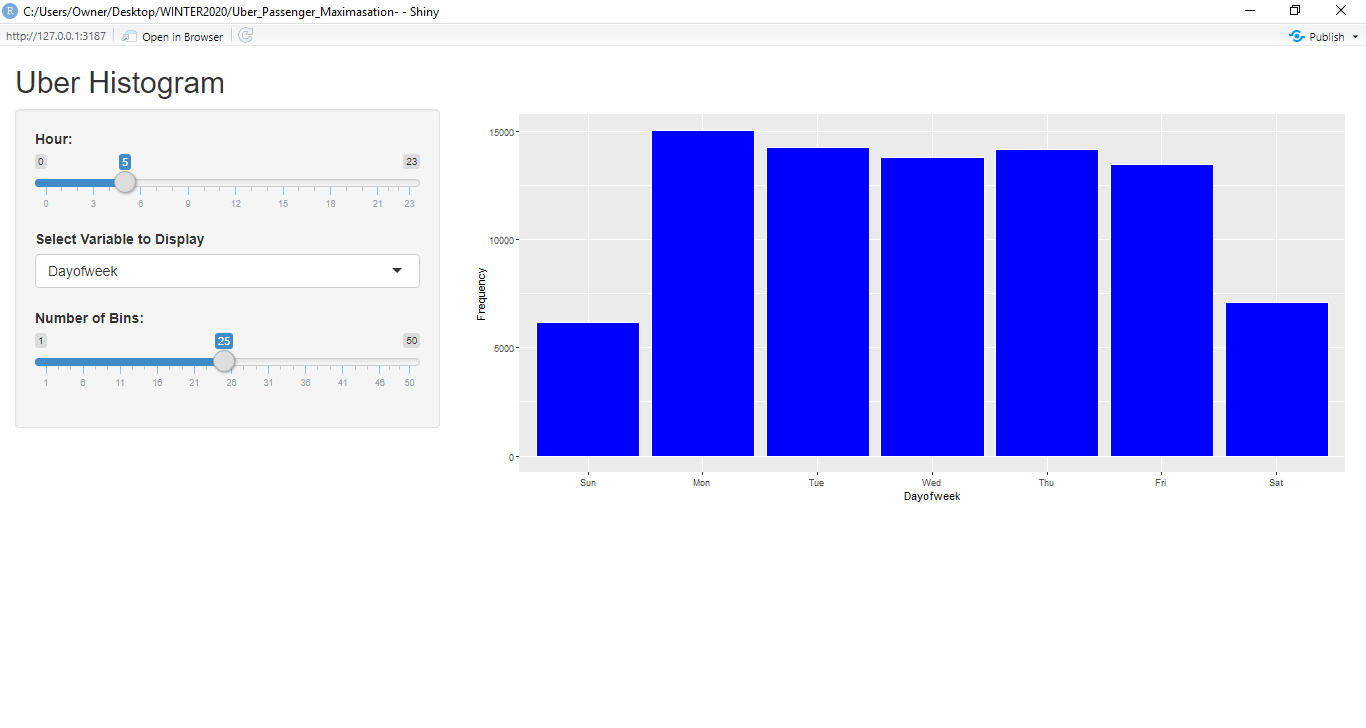 R C:/Users/Owner/Desktop/WINTER2020/Uber_Passenger_Maximasation- - Shiny
http://127.0.0.1:3187 Open in Browser Publish
Uber Histogram
Hour:
0 5 23
0 3 6 9 12 15 18 21 23
Select Variable to Display
Dayofweek
Number of Bins:
1 25 50
1 6 11 16 21 26 31 36 41 46 50
Frequency
15000
10000
5000
0
Sun Mon Tue Wed Thu Fri Sat
Dayofweek